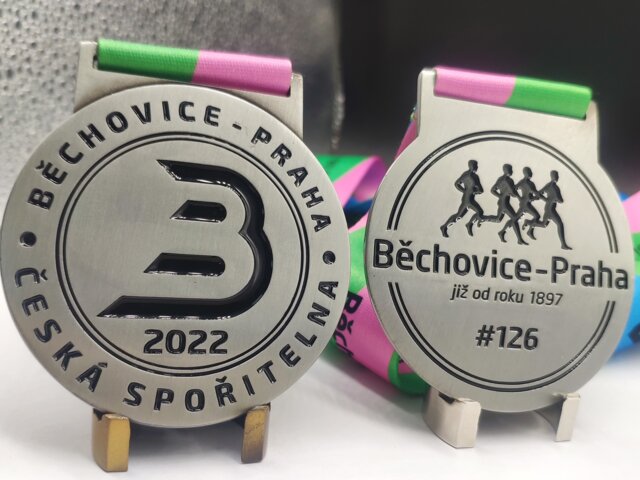 BĚCHOVICE-PRAHA
B
2022
ČESKÁ SPOŘITELNA
Běchovice-Praha
již od roku 1897
#126